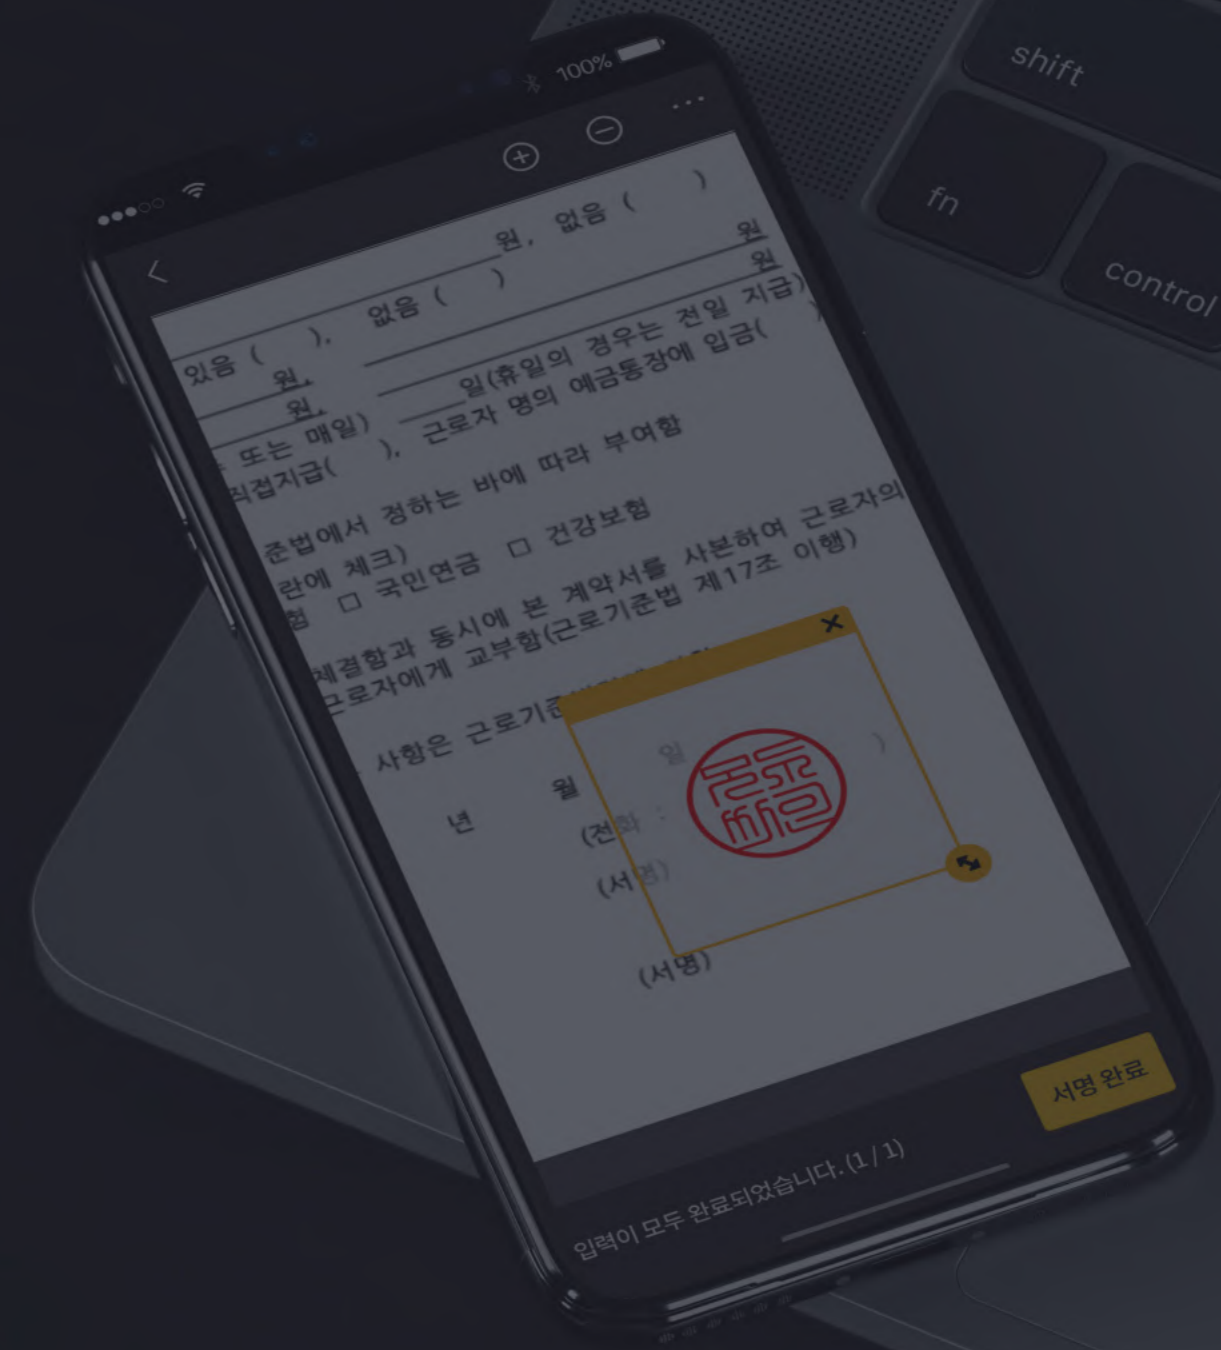 100%
shift
fn
control
원, 없음 (    )
있음 (    ),    없음 (    )
원
원,
원
원,
또는 매일)    일(휴일의 경우는 전일 지급)
직접지급(    ), 근로자 명의 예금통장에 입금(    )
준법에서 정하는 바에 따라 부여함
란에 체크)
험 □ 국민연금 □ 건강보험
체결함과 동시에 본 계약서를 사본하여 근로자의
근로자에게 교부함(근로기준법 제17조 이행)
사항은 근로기준
년    월    일
(전화 :    )
(서명)
(서명)
서명 완료
입력이 모두 완료되었습니다. (1 / 1)